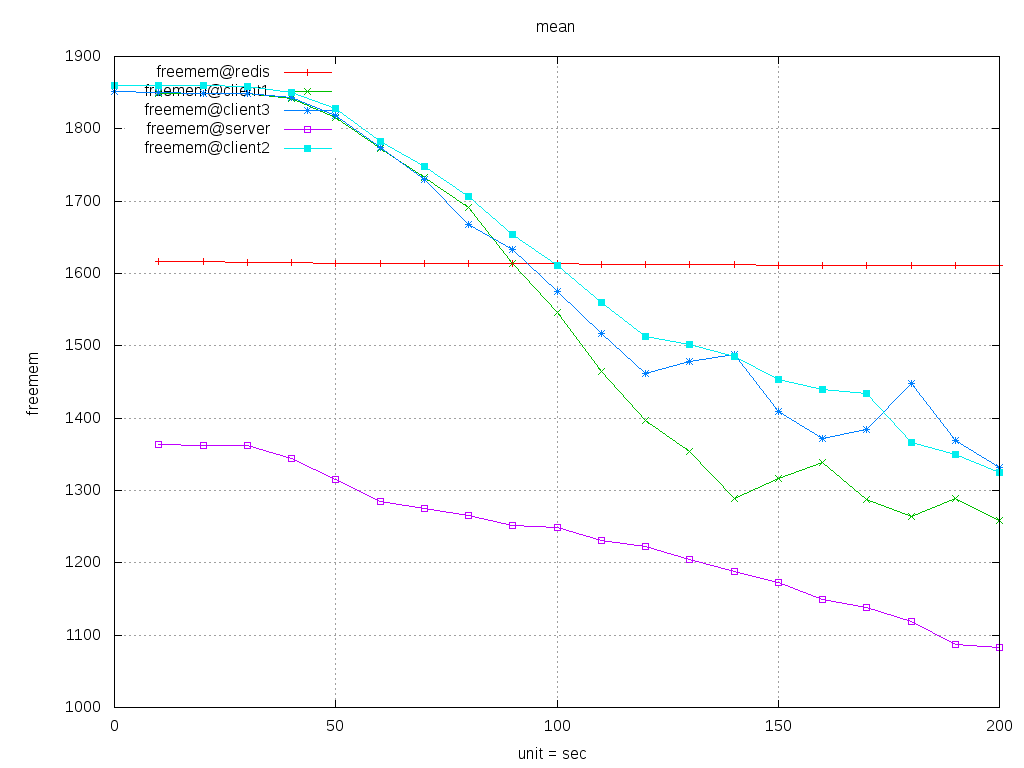 mean
freemem@redis
freemem@client1
freemem@client3
freemem@server
freemem@client2
1900
1800
1700
1600
1500
1400
1300
1200
1100
1000
freemem
0 50 100 150 200
unit = sec